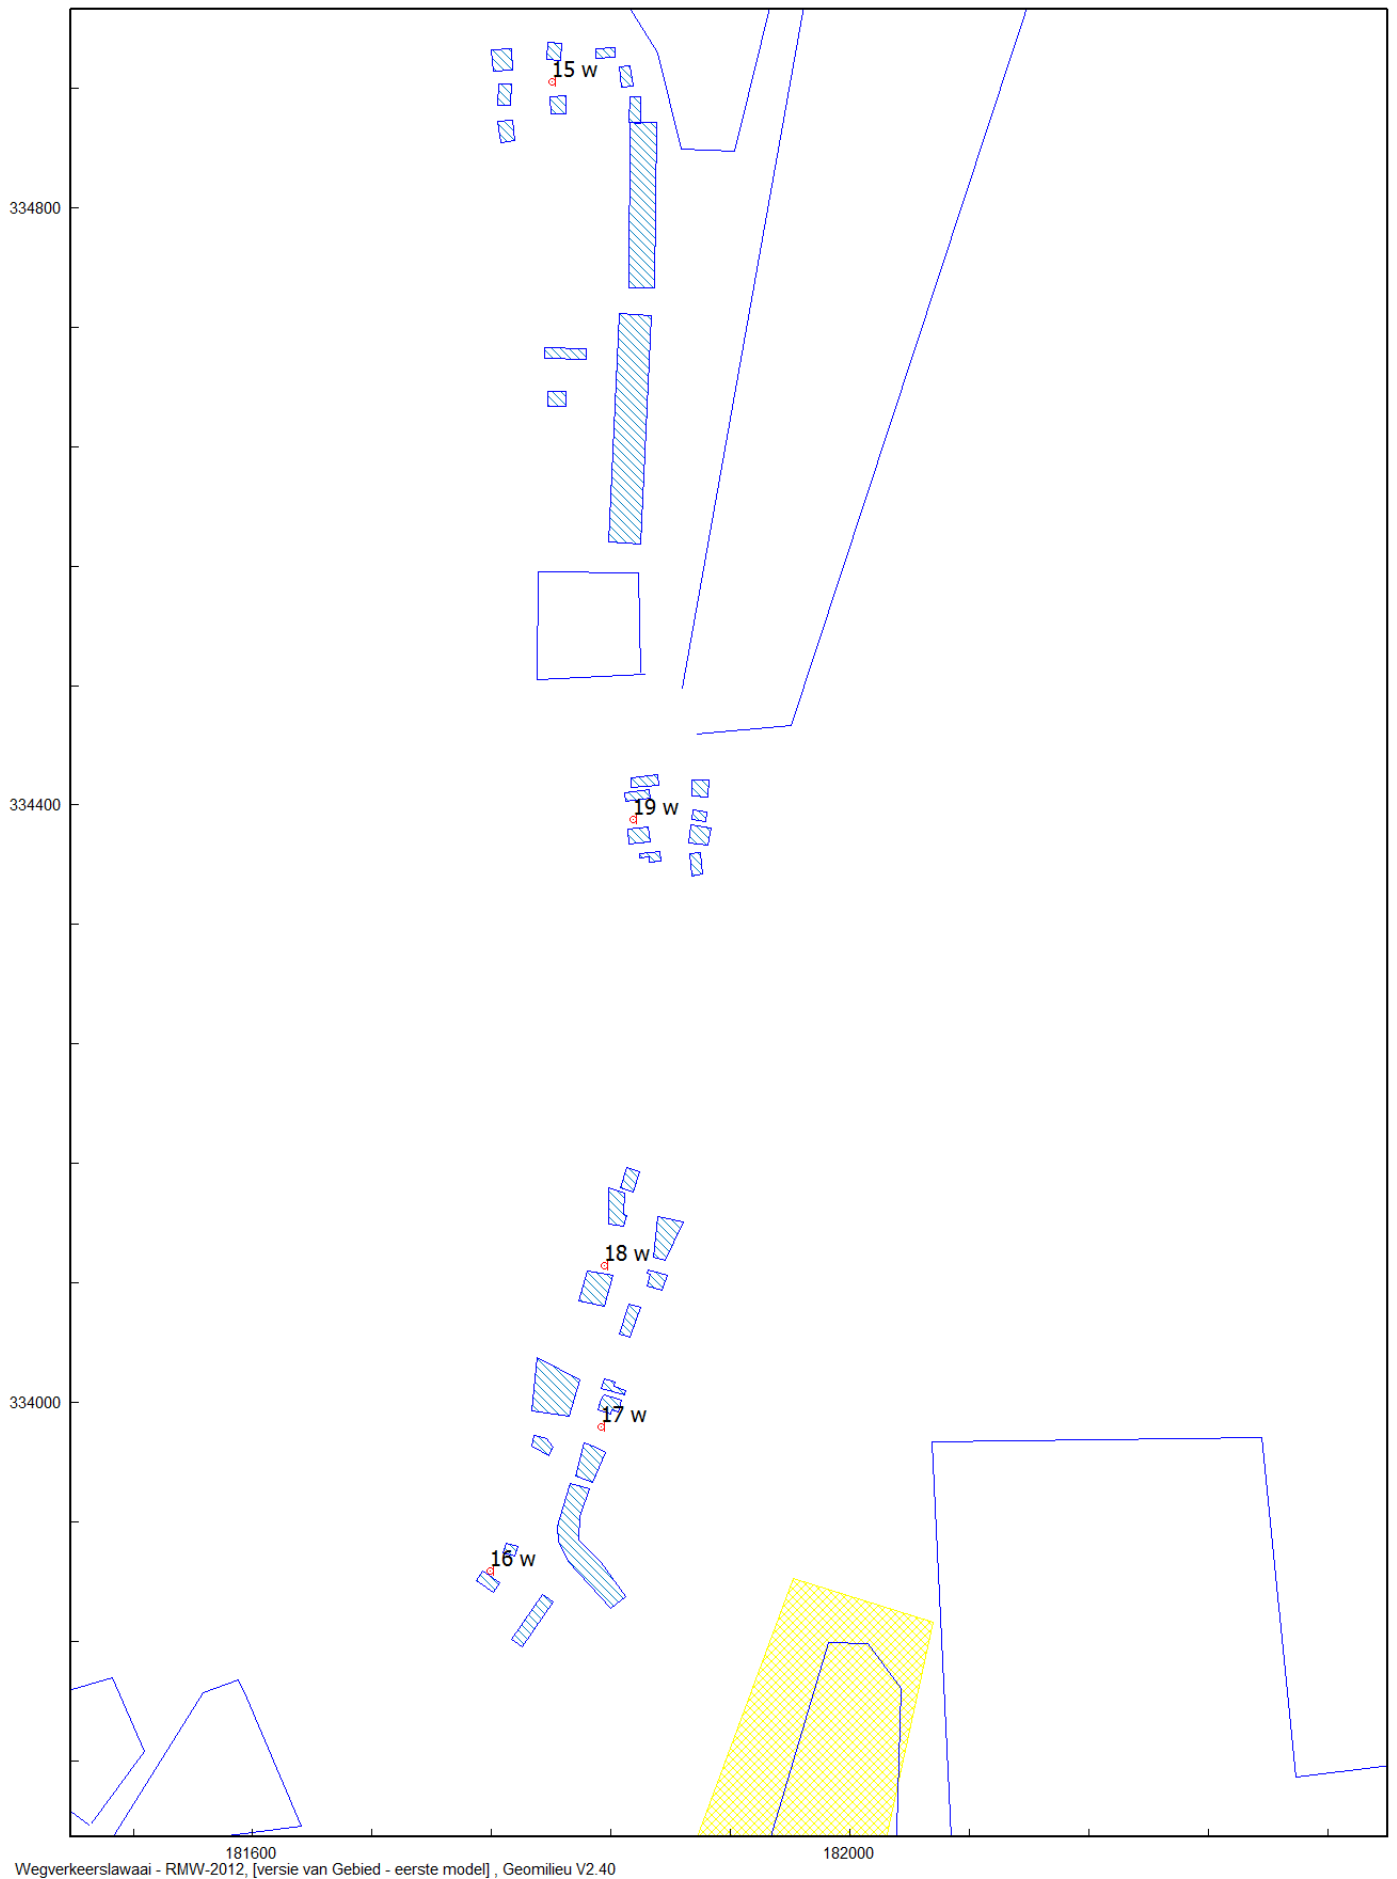 15 w
334800
334400
19 w
18 w
334000
17 w
16 w
181600
182000
Wegverkeerslawaai - RMW-2012, [versie van Gebied - eerste model] , Geomilieu V2.40